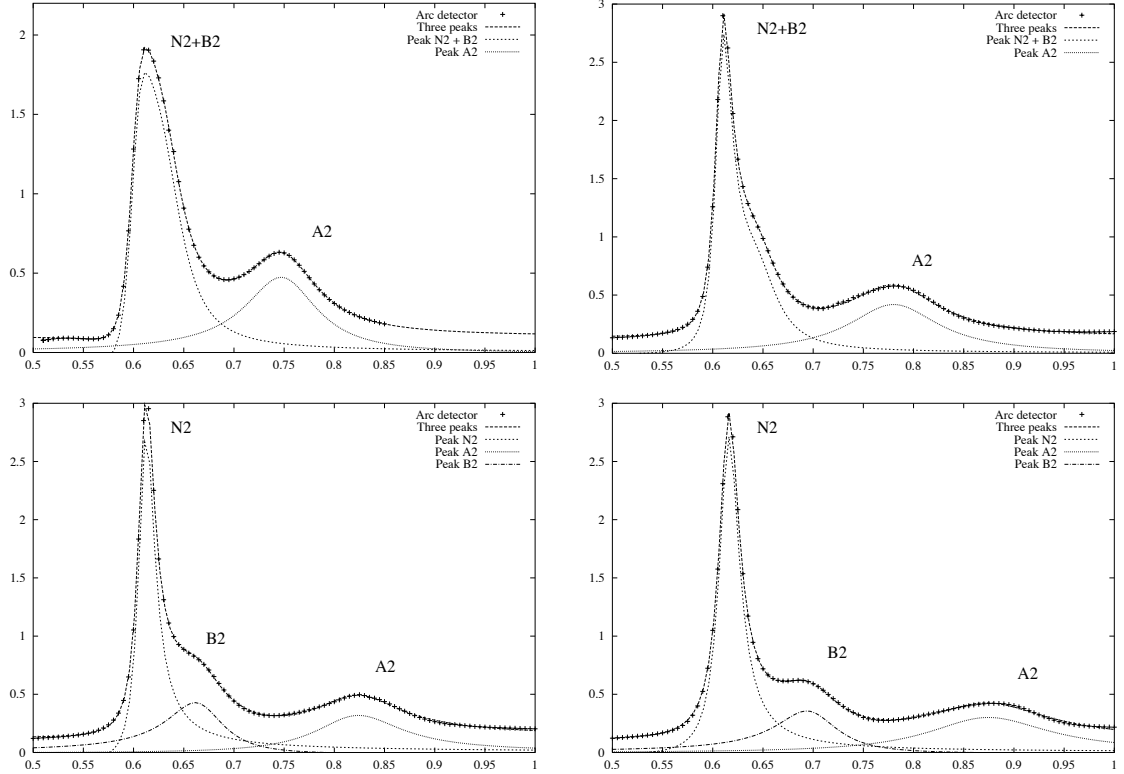 Arc detector
Three peaks
Peak N2 + B2
Peak A2
N2+B2
A2
2
1.5
1
0.5
0
0.5 0.55 0.6 0.65 0.7 0.75 0.8 0.85 0.9 0.95 1
Arc detector
Three peaks
Peak N2 + B2
Peak A2
N2+B2
A2
3
2.5
2
1.5
1
0.5
0
0.5 0.55 0.6 0.65 0.7 0.75 0.8 0.85 0.9 0.95 1
Arc detector
Three peaks
Peak N2
Peak A2
Peak B2
N2
B2
A2
3
2.5
2
1.5
1
0.5
0
0.5 0.55 0.6 0.65 0.7 0.75 0.8 0.85 0.9 0.95 1
Arc detector
Three peaks
Peak N2
Peak A2
Peak B2
N2
B2
A2
3
2.5
2
1.5
1
0.5
0
0.5 0.55 0.6 0.65 0.7 0.75 0.8 0.85 0.9 0.95 1